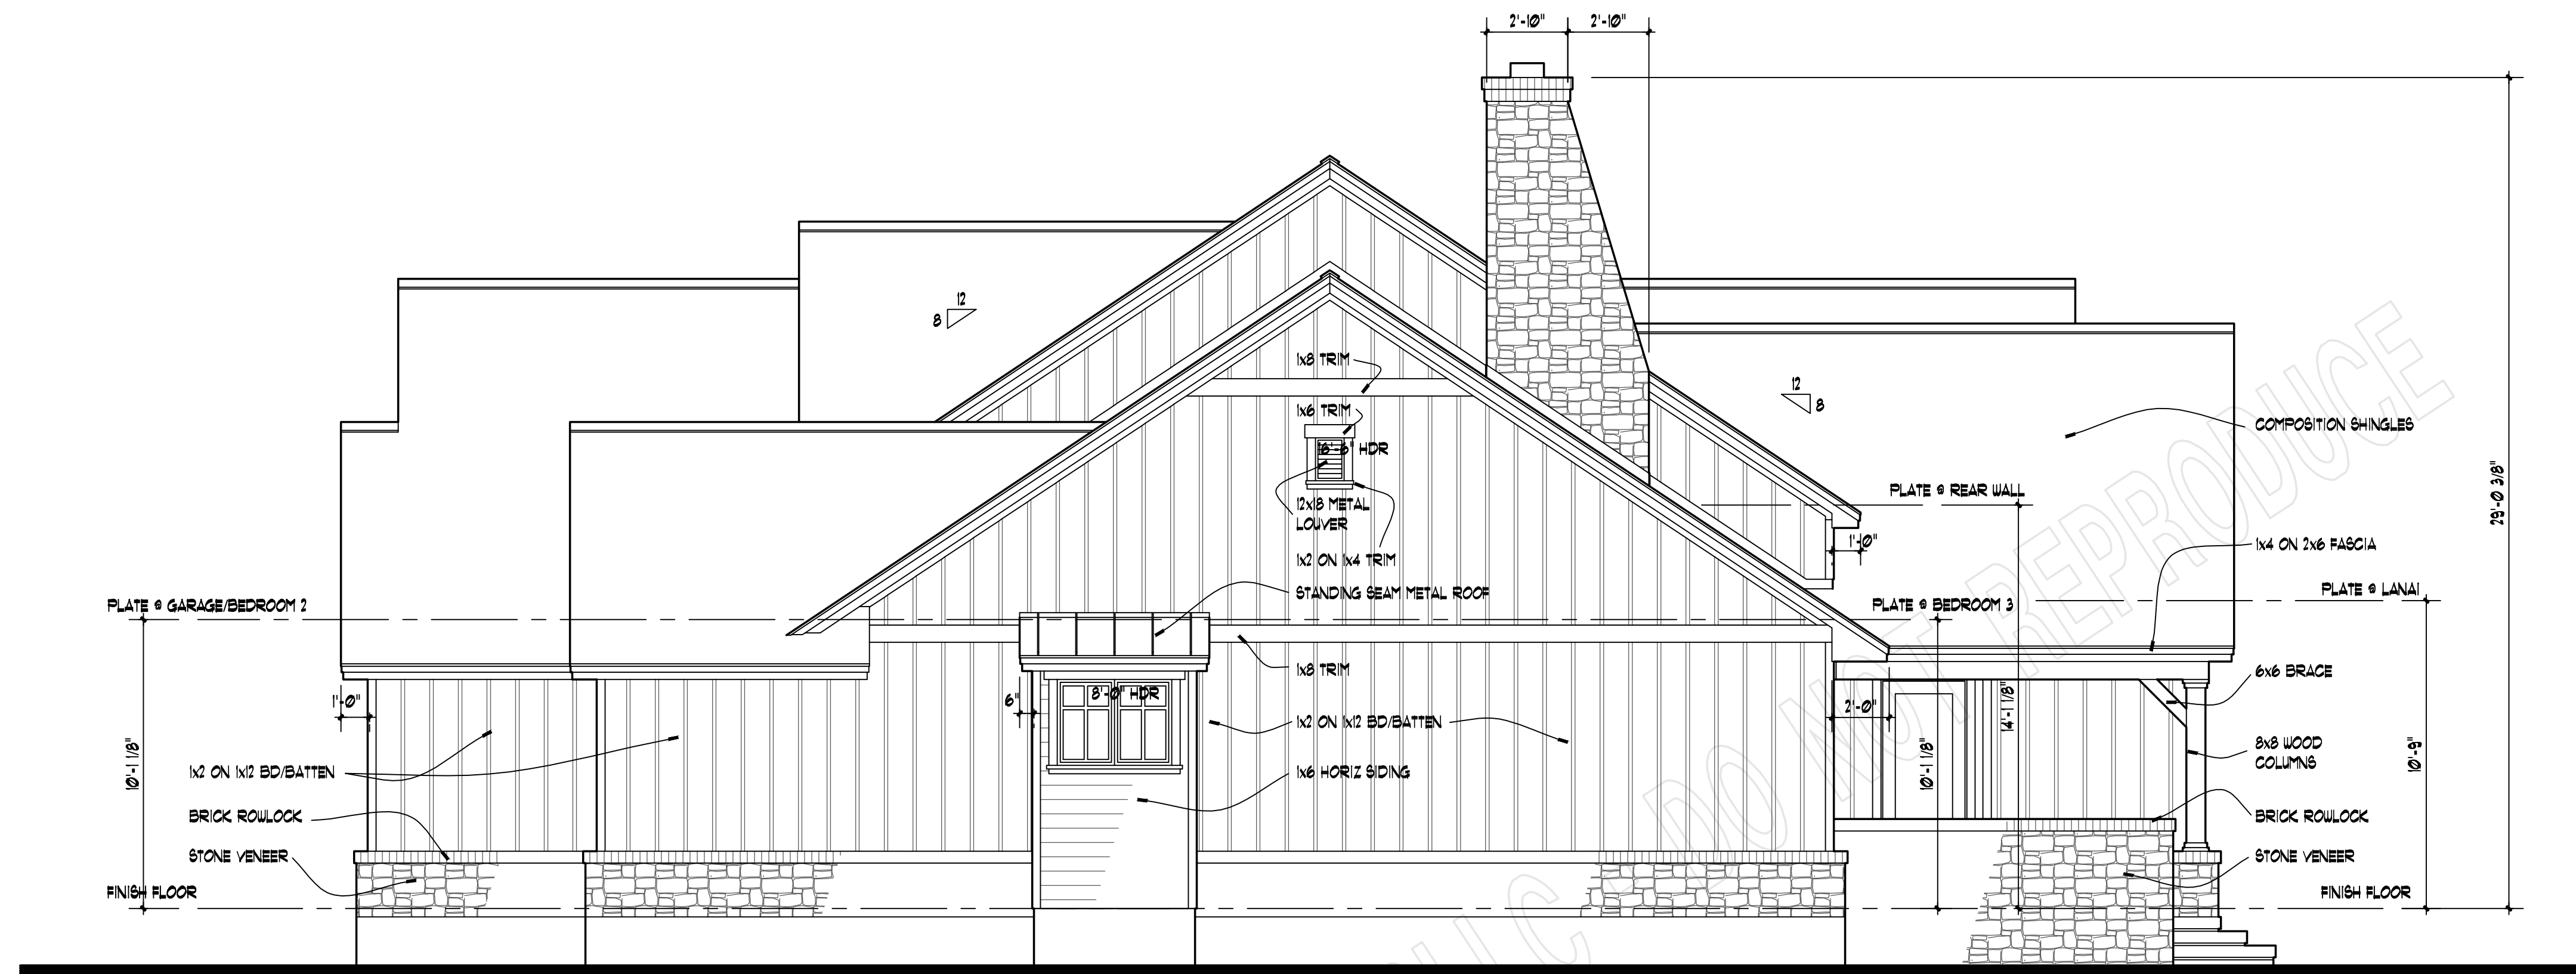 2'-10" 2'-10"
12
8
12
8
1x8 TRIM
1x6 TRIM
16'-6" HDR
12x18 METAL
LOUVER
1x2 ON 1x4 TRIM
STANDING SEAM METAL ROOF
1x8 TRIM
8'-0" HDR
6"
1x2 ON 1x12 BD/BATTEN
1x6 HORIZ SIDING
PLATE @ GARAGE/BEDROOM 2
1'-0"
10'-1 1/8"
1x2 ON 1x12 BD/BATTEN
BRICK ROWLOCK
STONE VENEER
FINISH FLOOR
COMPOSITION SHINGLES
PLATE @ REAR WALL
29'-0 3/8"
1'-0"
1x4 ON 2x6 FASCIA
PLATE @ LANAI
PLATE @ BEDROOM 3
6x6 BRACE
2'-0"
14'-1 1/8"
10'-1 1/8"
8x8 WOOD
COLUMNS
10'-9"
BRICK ROWLOCK
STONE VENEER
FINISH FLOOR
LLC - DO NOT REPRODUCE